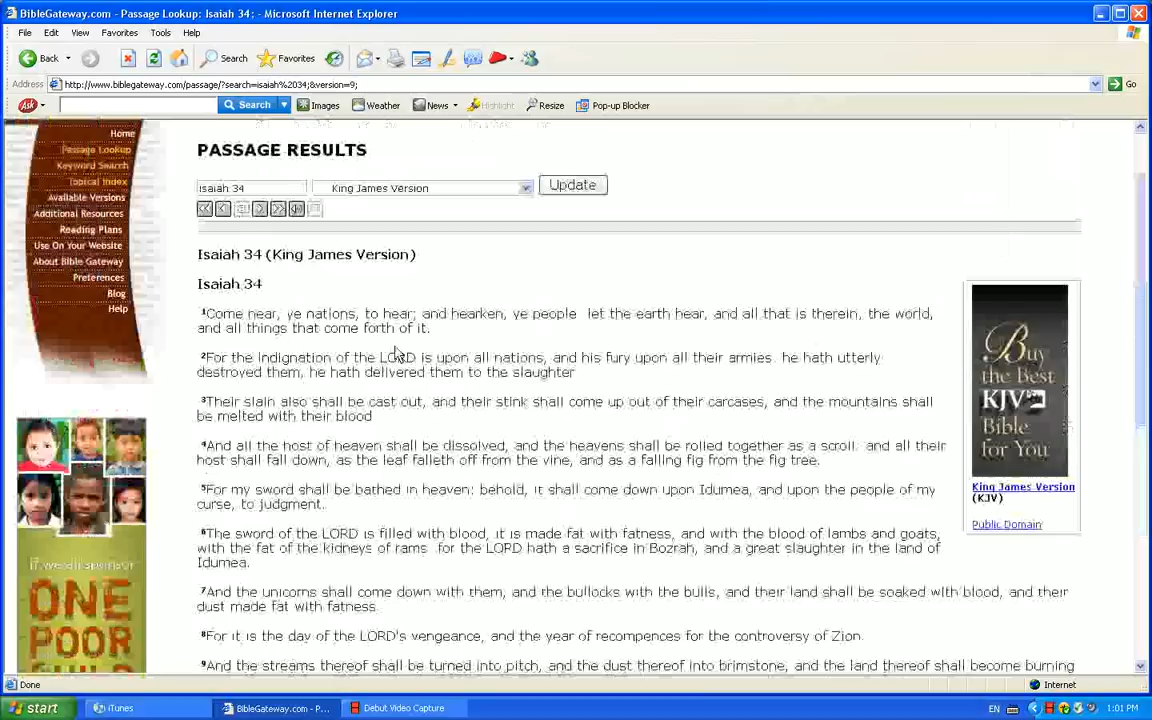 BibleGateway.com - Passage Lookup: Isaiah 34; - Microsoft Internet Explorer
File Edit View Favorites Tools Help
Back Search Favorites
Address http://www.biblegateway.com/passage/?search=isaiah%2034;&version=9; Go
Ask Search Images Weather News Highlight Resize Pop-up Blocker
Home
Passage Lookup
Keyword Search
Topical Index
Available Versions
Additional Resources
Reading Plans
Use On Your Website
About Bible Gateway
Preferences
Blog
Help
ONE
POOR
PASSAGE RESULTS
isaiah 34 King James Version Update
Isaiah 34 (King James Version)
Isaiah 34
1Come near, ye nations, to hear; and hearken, ye people let the earth hear, and all that is therein, the world,
and all things that come forth of it.
2For the indignation of the LORD is upon all nations, and his fury upon all their armies he hath utterly
destroyed them, he hath delivered them to the slaughter
3Their slain also shall be cast out, and their stink shall come up out of their carcases, and the mountains shall
be melted with their blood
4And all the host of heaven shall be dissolved, and the heavens shall be rolled together as a scroll: and all their
host shall fall down, as the leaf falleth off from the vine, and as a falling fig from the fig tree.
5For my sword shall be bathed in heaven: behold, it shall come down upon Idumea, and upon the people of my
curse, to judgment.
6The sword of the LORD is filled with blood, it is made fat with fatness, and with the blood of lambs and goats,
with the fat of the kidneys of rams for the LORD hath a sacrifice in Bozrah, and a great slaughter in the land of
Idumea.
7And the unicorns shall come down with them, and the bullocks with the bulls, and their land shall be soaked with blood, and their
dust made fat with fatness.
8For it is the day of the LORD's vengeance, and the year of recompences for the controversy of Zion.
9And the streams thereof shall be turned into pitch, and the dust thereof into brimstone, and the land thereof shall become burning
Buy
the Best
KJV
Bible
for You
King James Version
(KJV)
Public Domain
Done Internet
start iTunes BibleGateway.com - P... Debut Video Capture EN 1:01 PM